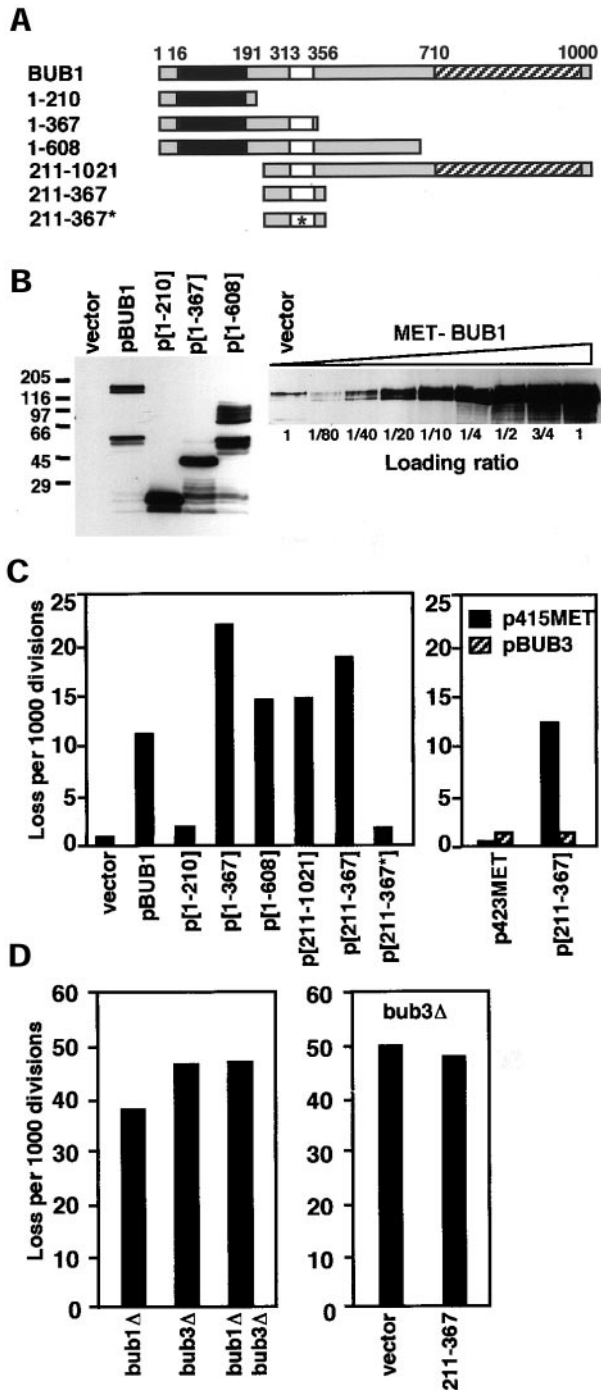 A
1 16 191 313 356 710 1000
BUB1
1-210
1-367
1-608
211-1021
211-367
211-367*
*
B
vector
pBUB1
p[1-210]
p[1-367]
p[1-608]
205
116
97
66
45
29
vector
MET- BUB1
1 1/80 1/40 1/20 1/10 1/4 1/2 3/4 1
Loading ratio
C
Loss per 1000 divisions
25
20
15
10
5
0
vector
pBUB1
p[1-210]
p[1-367]
p[1-608]
p[211-1021]
p[211-367]
p[211-367*]
25
20
15
10
5
0
p415MET
pBUB3
p423MET
p[211-367]
D
Loss per 1000 divisions
60
50
40
30
20
10
0
bub1Δ
bub3Δ
bub1Δ
bub3Δ
60
50
40
30
20
10
0
bub3Δ
vector
211-367